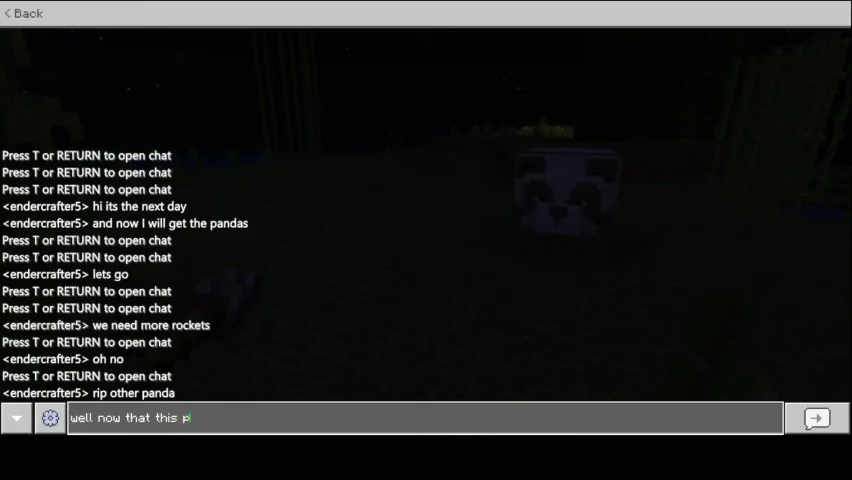 < Back
Press T or RETURN to open chat
Press T or RETURN to open chat
Press T or RETURN to open chat
<endercrafter5> hi its the next day
<endercrafter5> and now I will get the pandas
Press T or RETURN to open chat
Press T or RETURN to open chat
<endercrafter5> lets go
Press T or RETURN to open chat
Press T or RETURN to open chat
<endercrafter5> we need more rockets
Press T or RETURN to open chat
<endercrafter5> oh no
Press T or RETURN to open chat
<endercrafter5> rip other panda
well now that this p